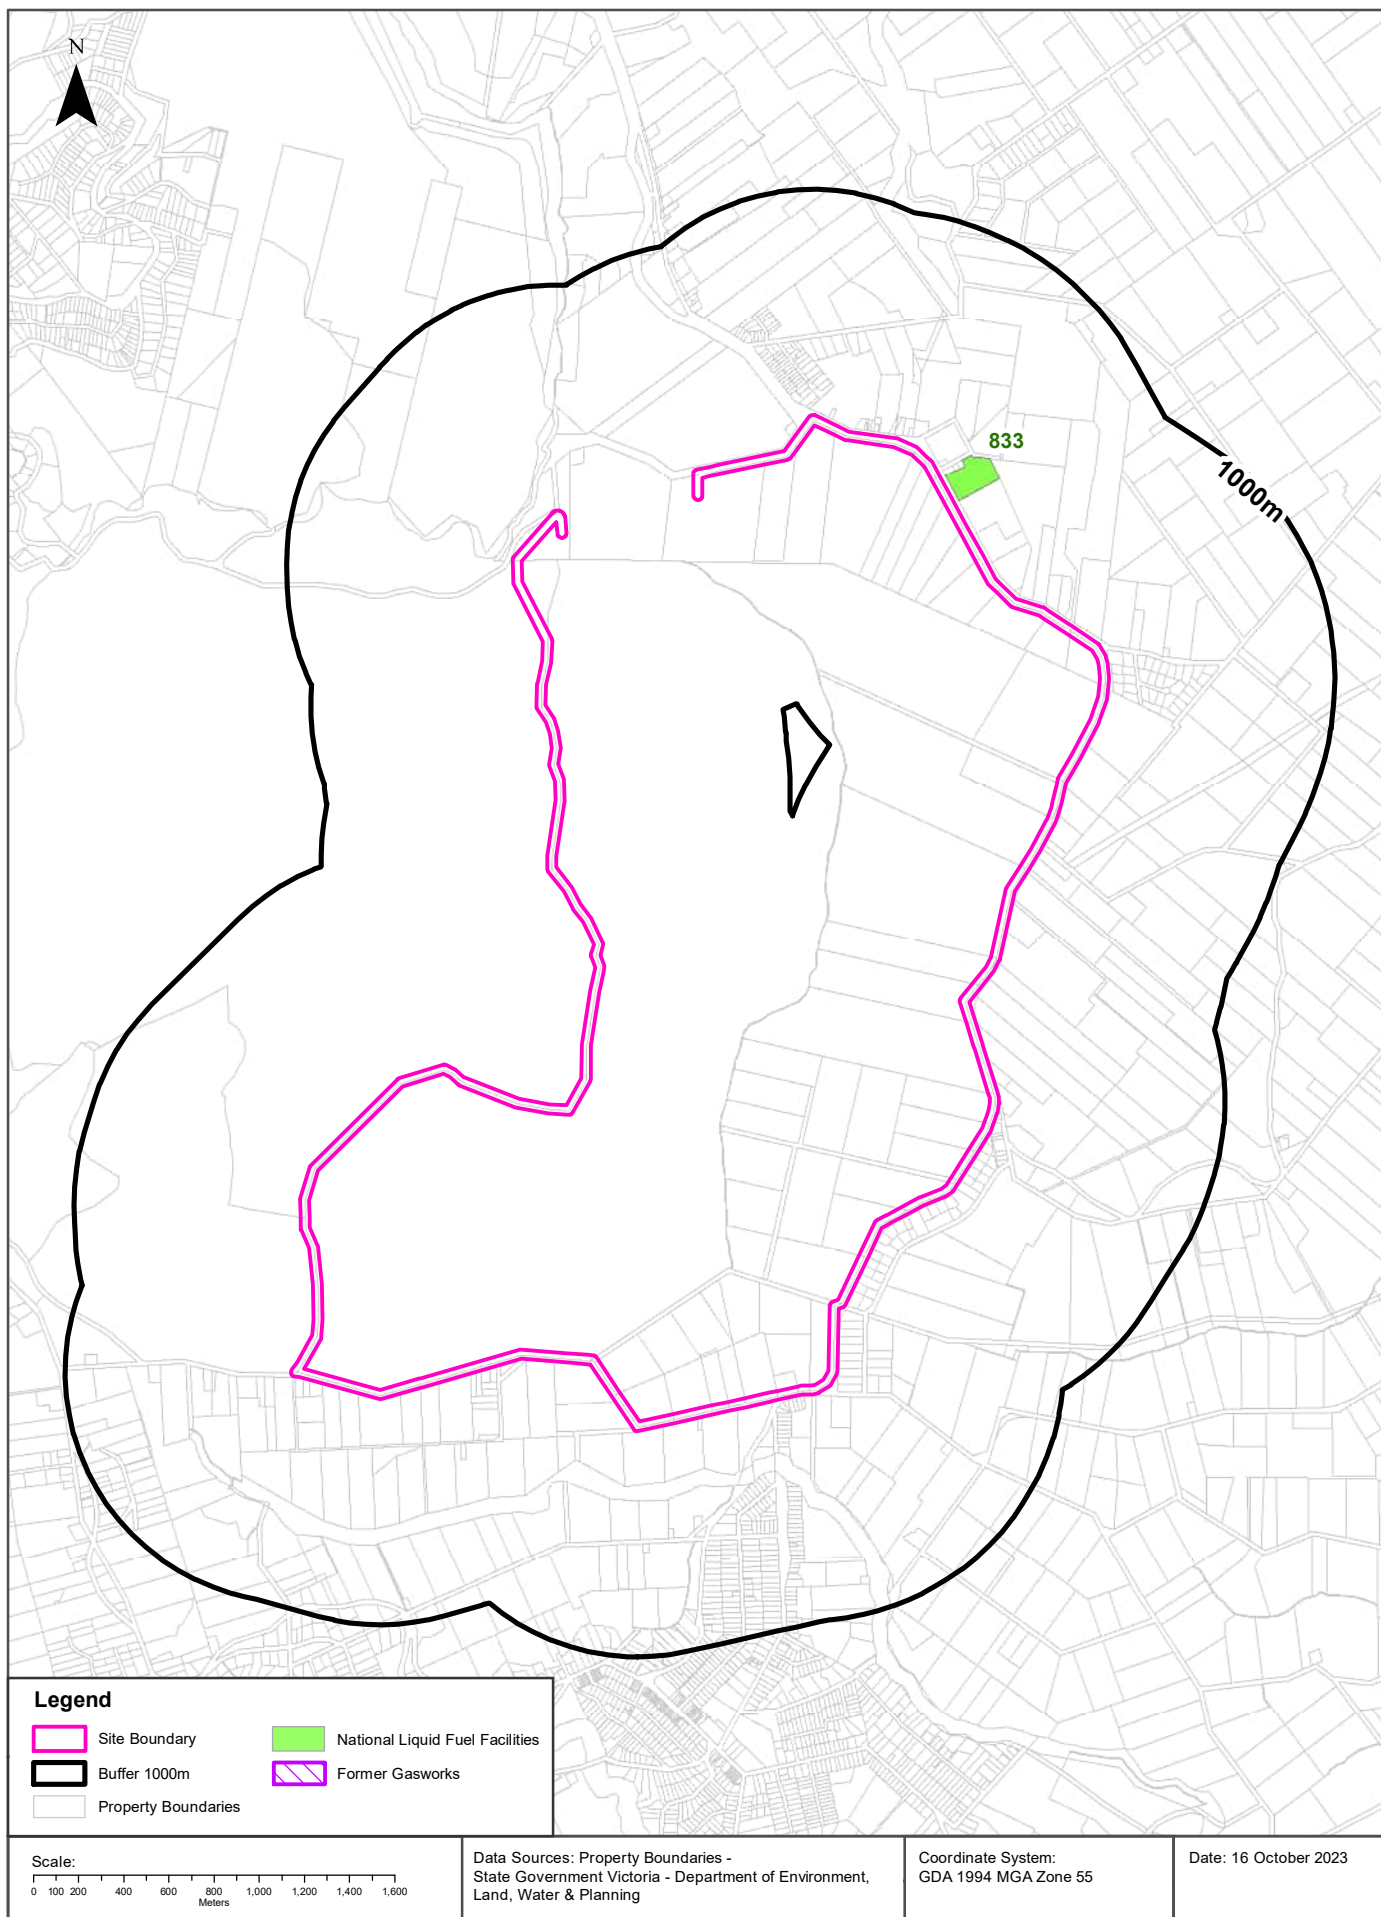 N
833
1000m
Legend
Site Boundary
National Liquid Fuel Facilities
Buffer 1000m
Former Gasworks
Property Boundaries
Scale:
0 100 200 400 600 800 1,000 1,200 1,400 1,600
Meters
Data Sources: Property Boundaries -
State Government Victoria - Department of Environment,
Land, Water & Planning
Coordinate System:
GDA 1994 MGA Zone 55
Date: 16 October 2023